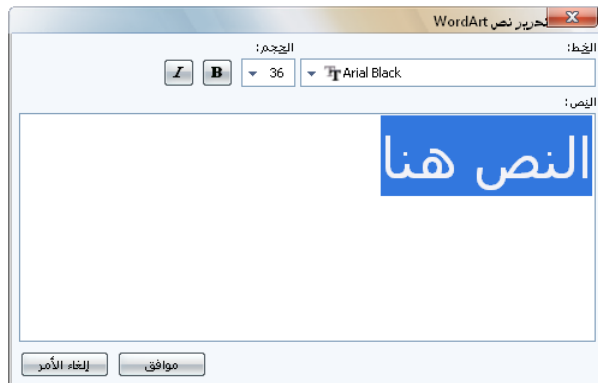 تحرير نص WordArt
الخط: الحجم:
Arial Black 36 B I
النص:
النص هنا
موافق إلغاء الأمر